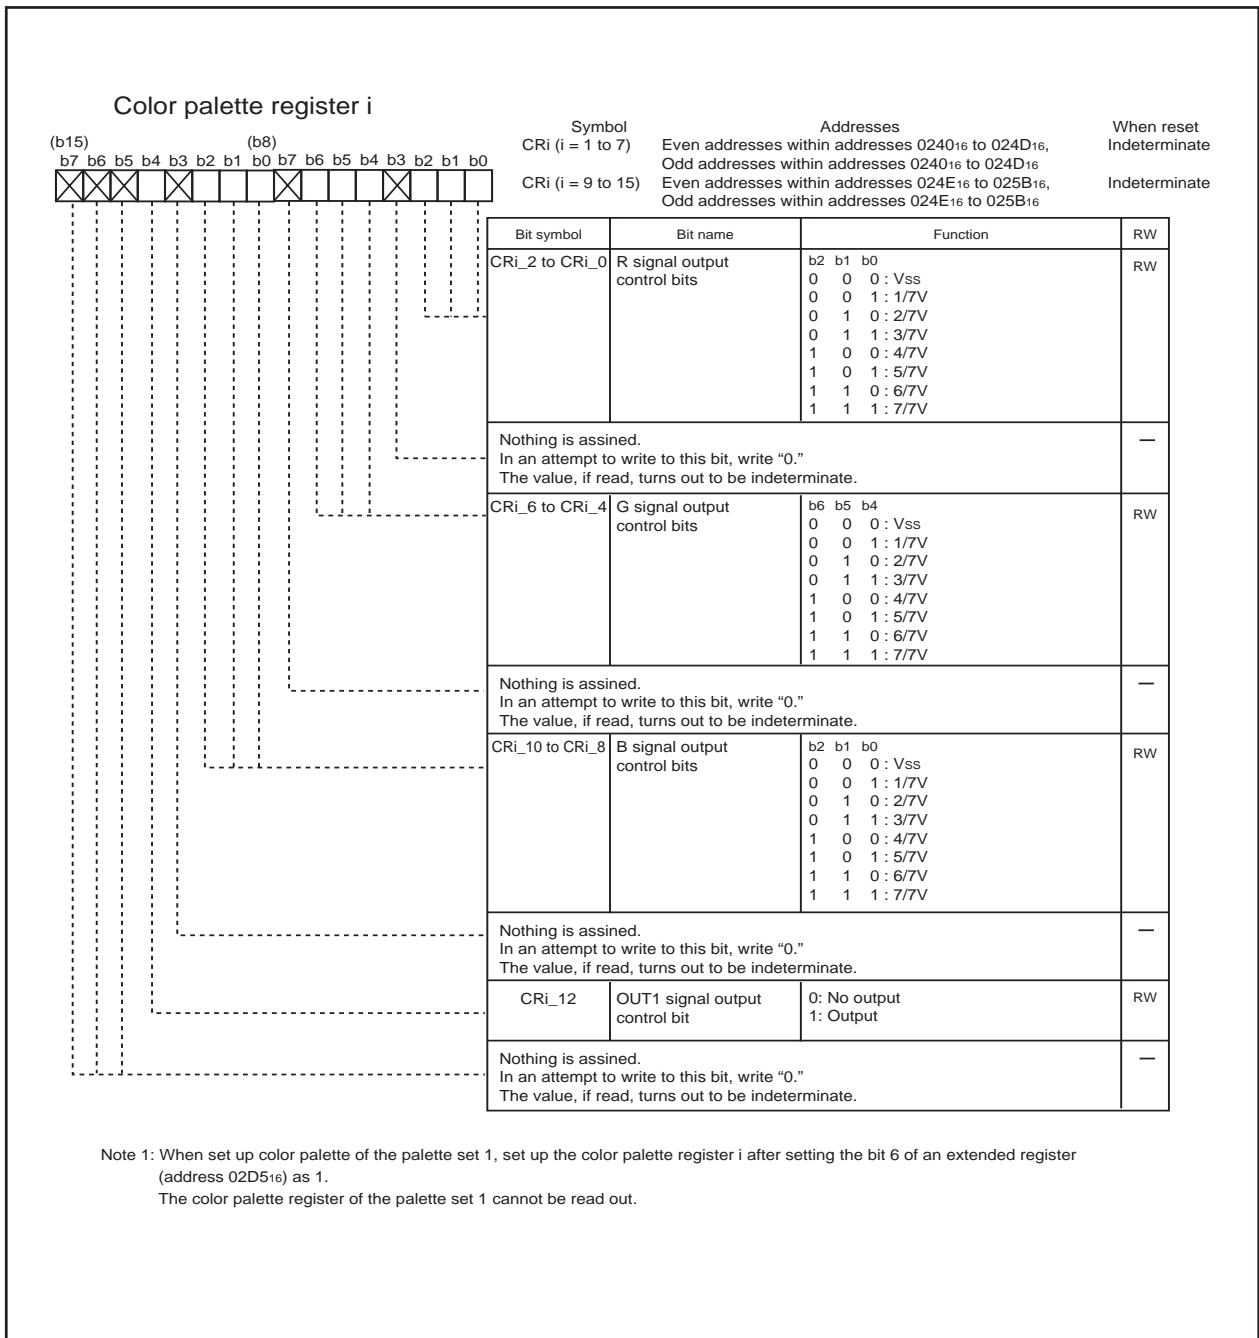 Color palette register i
(b15) (b8)
b7 b6 b5 b4 b3 b2 b1 b0 b7 b6 b5 b4 b3 b2 b1 b0
Symbol Addresses When reset
CRi (i = 1 to 7) Even addresses within addresses 024016 to 024D16, Indeterminate
Odd addresses within addresses 024016 to 024D16
CRi (i = 9 to 15) Even addresses within addresses 024E16 to 025B16, Indeterminate
Odd addresses within addresses 024E16 to 025B16
Bit symbol Bit name Function RW
CRi_2 to CRi_0 R signal output b2 b1 b0 RW
control bits 0 0 0 : Vss
0 0 1 : 1/7V
0 1 0 : 2/7V
0 1 1 : 3/7V
1 0 0 : 4/7V
1 0 1 : 5/7V
1 1 0 : 6/7V
1 1 1 : 7/7V
Nothing is assined. —
In an attempt to write to this bit, write “0.”
The value, if read, turns out to be indeterminate.
CRi_6 to CRi_4 G signal output b6 b5 b4 RW
control bits 0 0 0 : Vss
0 0 1 : 1/7V
0 1 0 : 2/7V
0 1 1 : 3/7V
1 0 0 : 4/7V
1 0 1 : 5/7V
1 1 0 : 6/7V
1 1 1 : 7/7V
Nothing is assined. —
In an attempt to write to this bit, write “0.”
The value, if read, turns out to be indeterminate.
CRi_10 to CRi_8 B signal output b2 b1 b0 RW
control bits 0 0 0 : Vss
0 0 1 : 1/7V
0 1 0 : 2/7V
0 1 1 : 3/7V
1 0 0 : 4/7V
1 0 1 : 5/7V
1 1 0 : 6/7V
1 1 1 : 7/7V
Nothing is assined. —
In an attempt to write to this bit, write “0.”
The value, if read, turns out to be indeterminate.
CRi_12 OUT1 signal output 0: No output RW
control bit 1: Output
Nothing is assined. —
In an attempt to write to this bit, write “0.”
The value, if read, turns out to be indeterminate.
Note 1: When set up color palette of the palette set 1, set up the color palette register i after setting the bit 6 of an extended register
(address 02D516) as 1.
The color palette register of the palette set 1 cannot be read out.